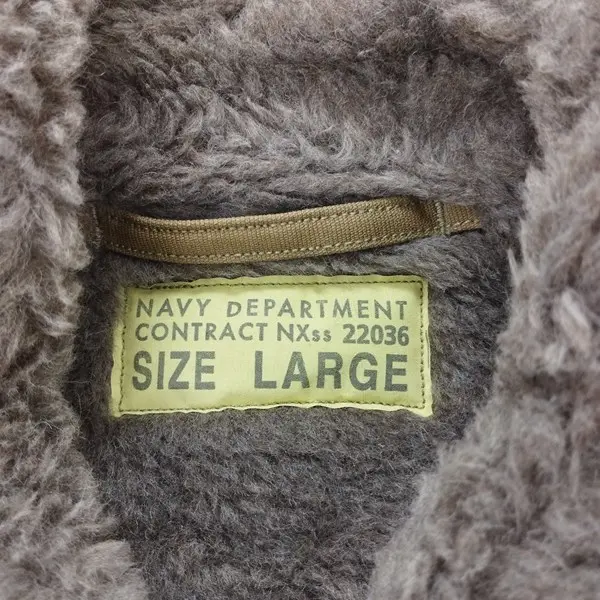 NAVY DEPARTMENT
CONTRACT NXss 22036
SIZE LARGE